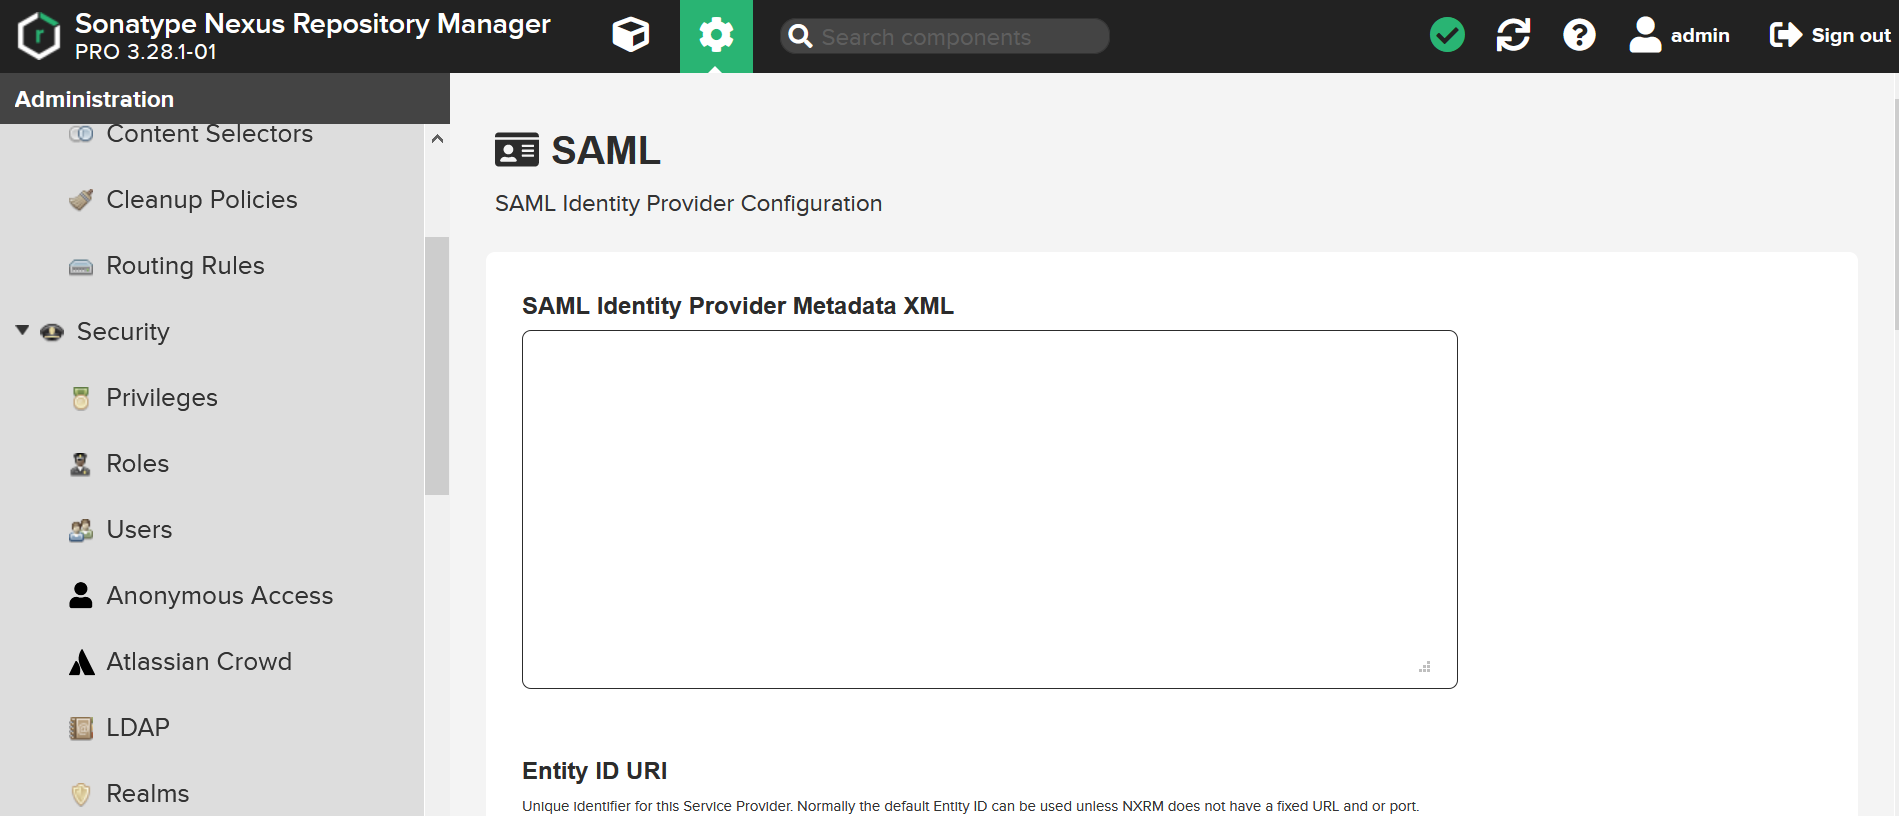 Sonatype Nexus Repository Manager
PRO 3.28.1-01
Search components
admin
Sign out
Administration
Content Selectors
Cleanup Policies
Routing Rules
Security
Privileges
Roles
Users
Anonymous Access
Atlassian Crowd
LDAP
Realms
SAML
SAML Identity Provider Configuration
SAML Identity Provider Metadata XML
Entity ID URI
Unique Identifier for this Service Provider. Normally the default Entity ID can be used unless NXRM does not have a fixed URL and or port.